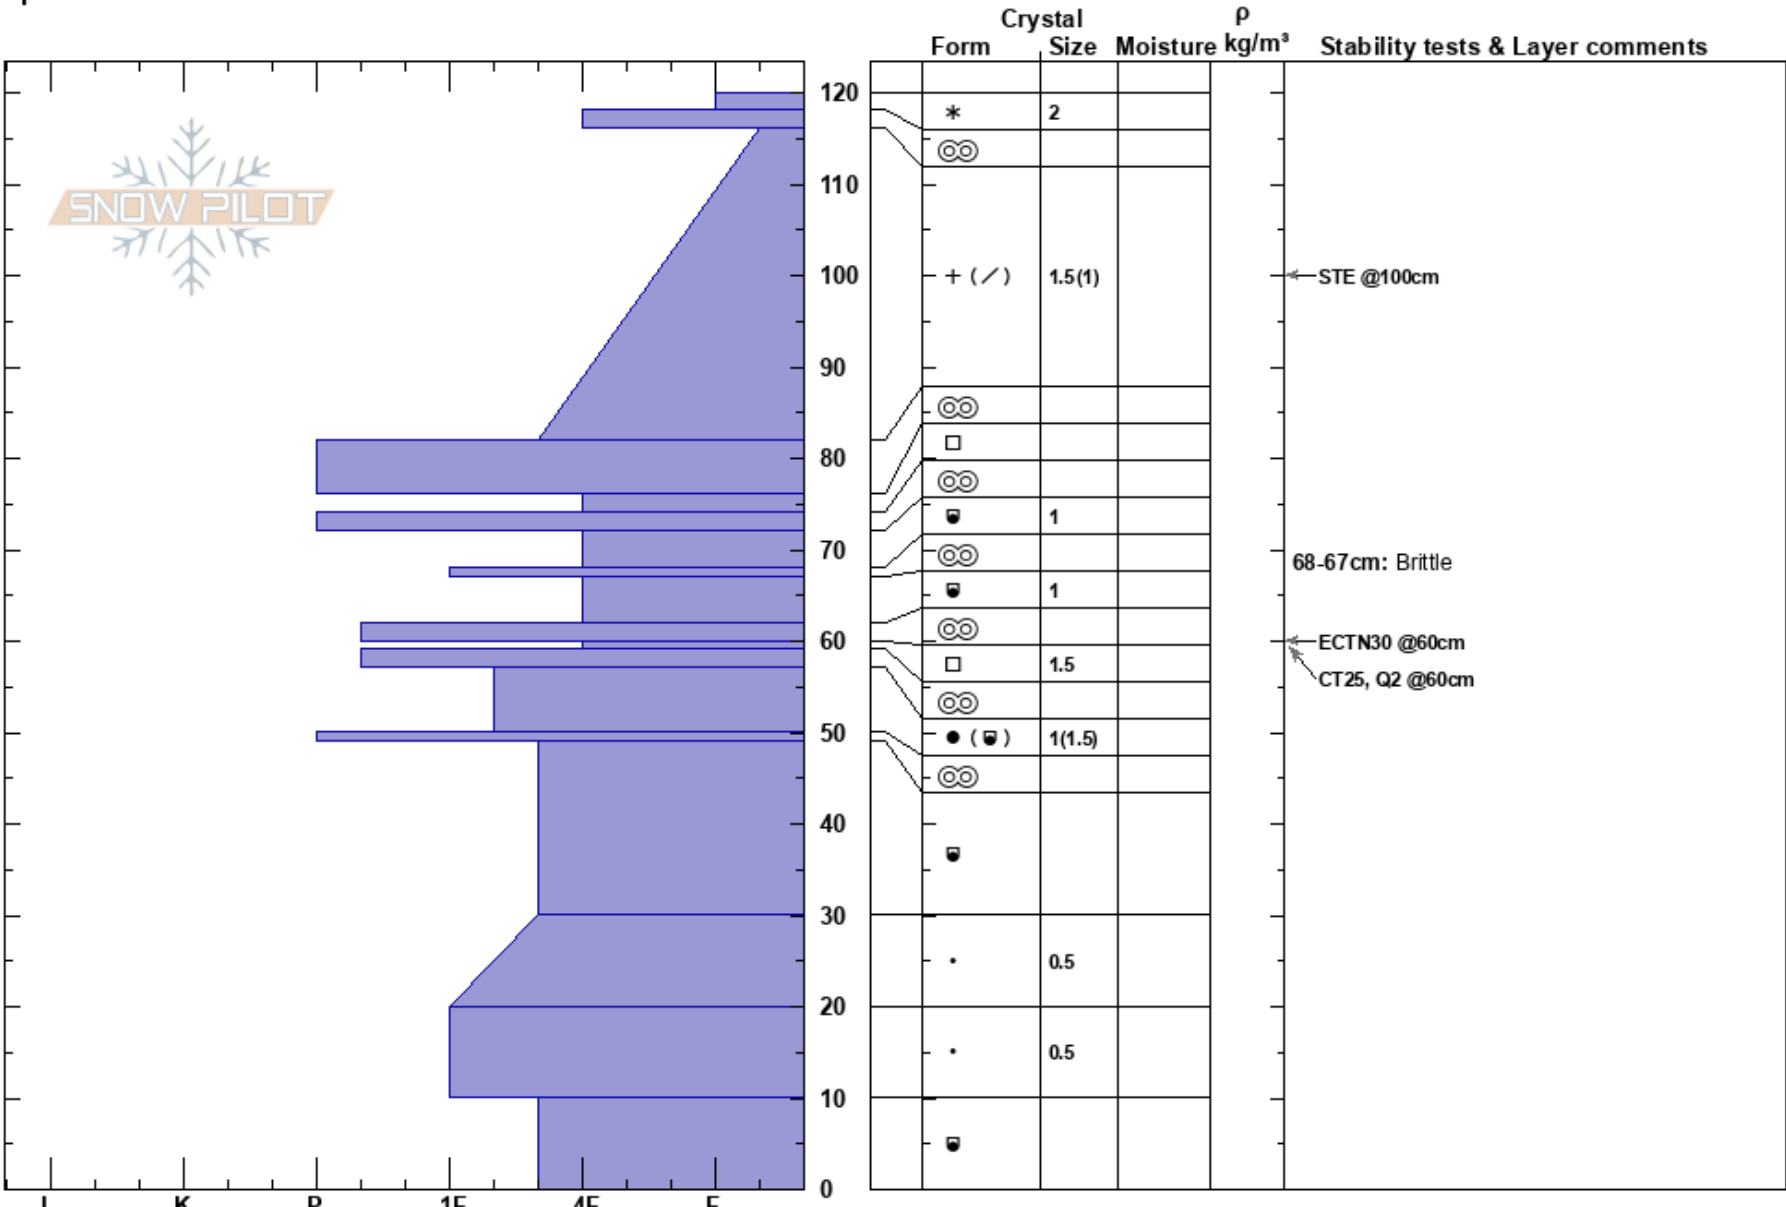 Crystal ρ
Form Size Moisture kg/m³ Stability tests & Layer comments
SNOW PILOT
120
* 2
110
100 + ( / ) 1.5(1) STE @100cm
90
80
1
70
68-67cm: Brittle
1
60
ECTN30 @60cm
1.5
CT25, Q2 @60cm
50
1(1.5)
40
30
0.5
20
0.5
10
0
I K P 1F 4F F